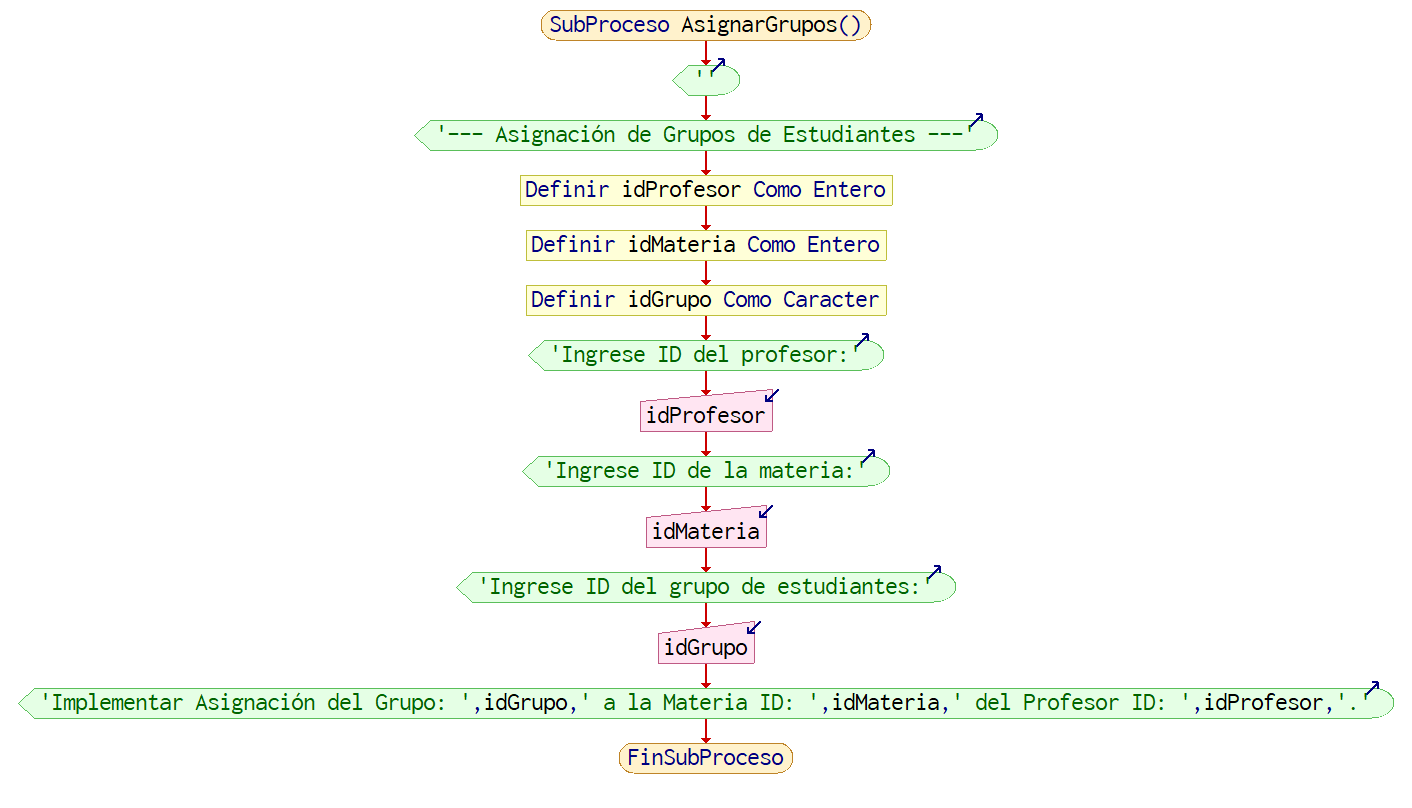 SubProceso AsignarGrupos()
''
'--- Asignación de Grupos de Estudiantes ---'
Definir idProfesor Como Entero
Definir idMateria Como Entero
Definir idGrupo Como Caracter
'Ingrese ID del profesor:'
idProfesor
'Ingrese ID de la materia:'
idMateria
'Ingrese ID del grupo de estudiantes:'
idGrupo
'Implementar Asignación del Grupo: ',idGrupo,' a la Materia ID: ',idMateria,' del Profesor ID: ',idProfesor,'.'
FinSubProceso